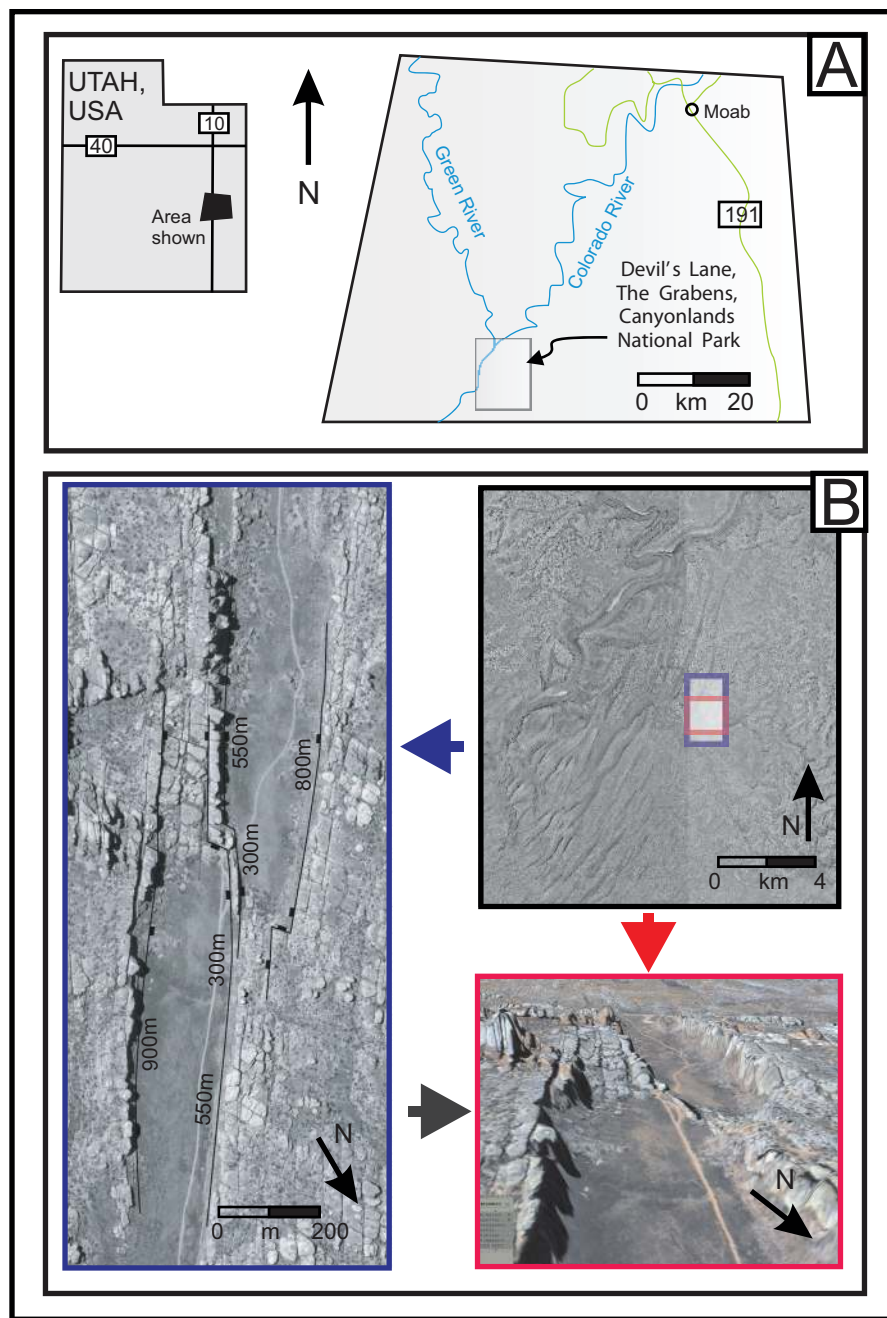 A
UTAH,
USA
10
40
Area
shown
N
Green River
Colorado River
Moab
191
Devil's Lane,
The Grabens,
Canyonlands
National Park
0 km 20
B
550m
800m
300m
300m
900m
550m
N
0 m 200
N
0 km 4
N